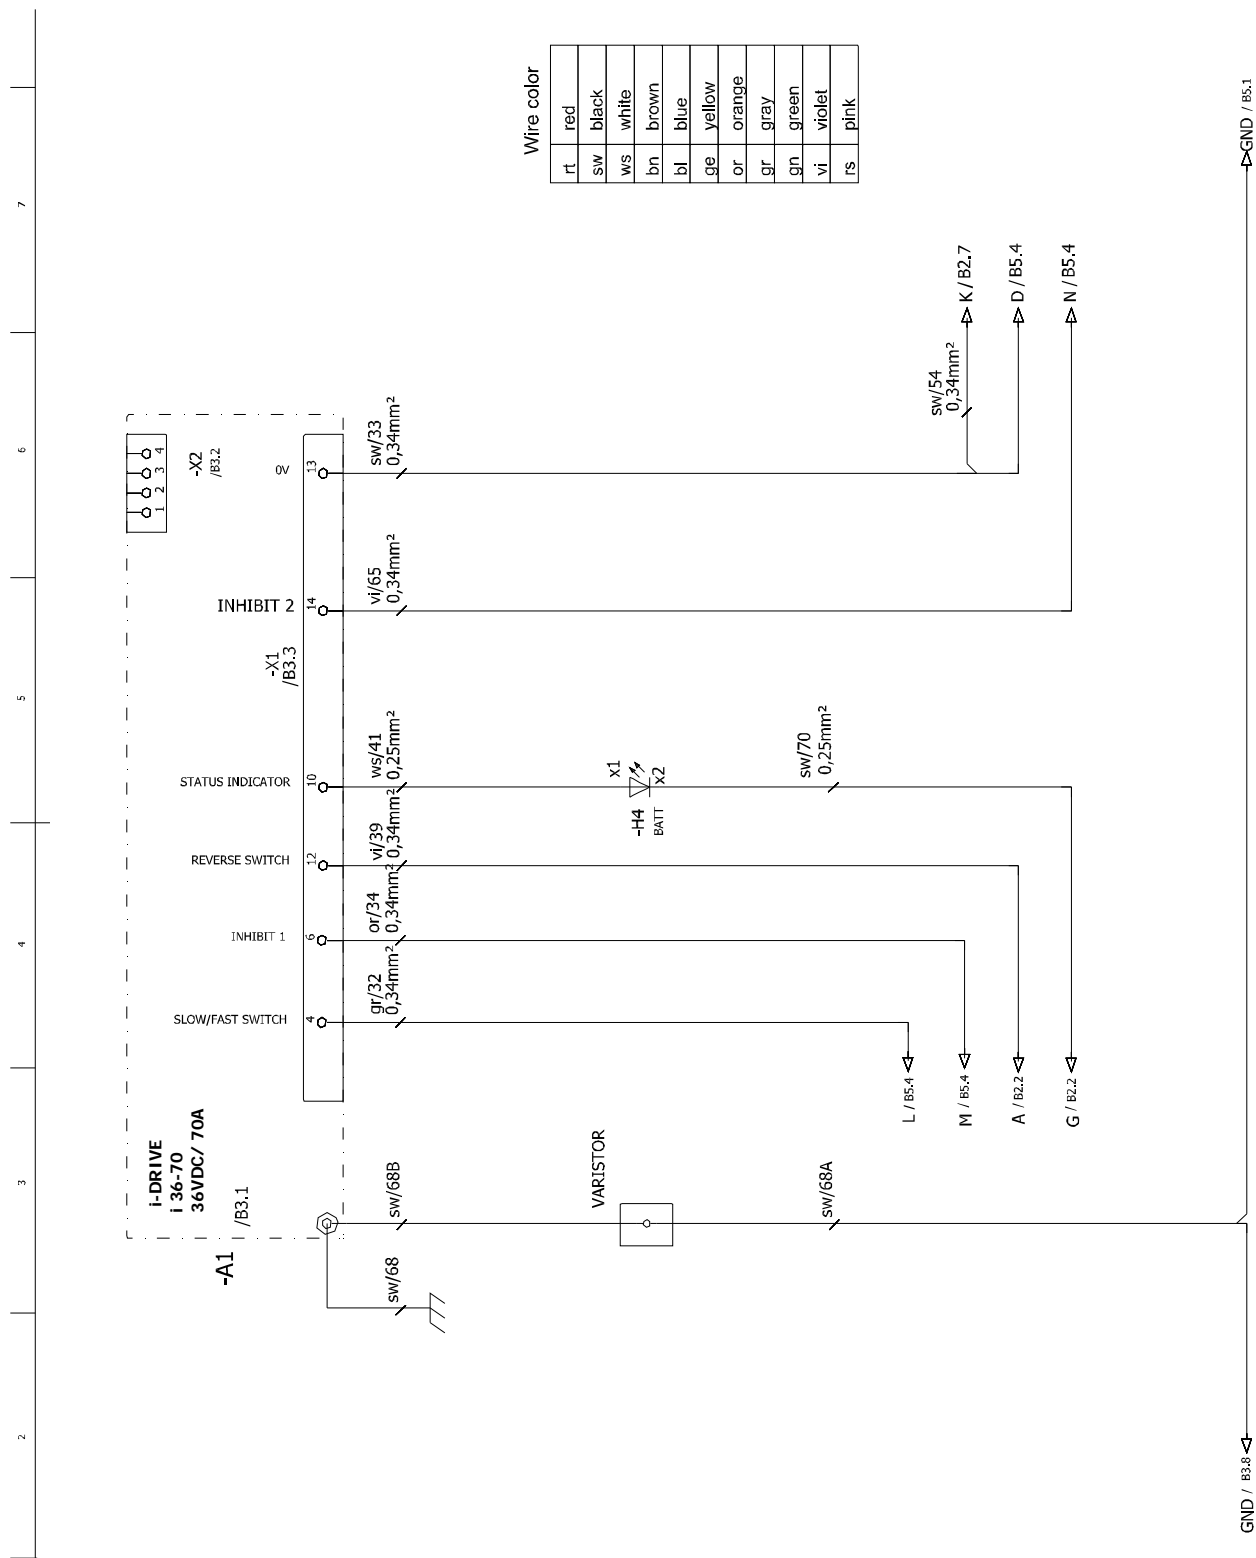 2
3
4
5
6
7
i-DRIVE
i 36-70
36VDC/ 70A
-A1
/B3.1
-X2
/B3.2
1
2
3
4
-X1
/B3.3
SLOW/FAST SWITCH
INHIBIT 1
REVERSE SWITCH
STATUS INDICATOR
INHIBIT 2
0V
4
6
12
10
14
13
sw/68
sw/68B
gr/32
0,34mm²
or/34
0,34mm²
vi/39
0,34mm²
ws/41
0,25mm²
vi/65
0,34mm²
sw/33
0,34mm²
Wire color
rt red
sw black
ws white
bn brown
bl blue
ge yellow
or orange
gr gray
gn green
vi violet
rs pink
VARISTOR
-H4
BATT
x1
x2
sw/68A
sw/70
0,25mm²
sw/54
0,34mm²
L / B5.4
M / B5.4
A / B2.2
G / B2.2
K / B2.7
D / B5.4
N / B5.4
GND / B3.8
GND / B5.1